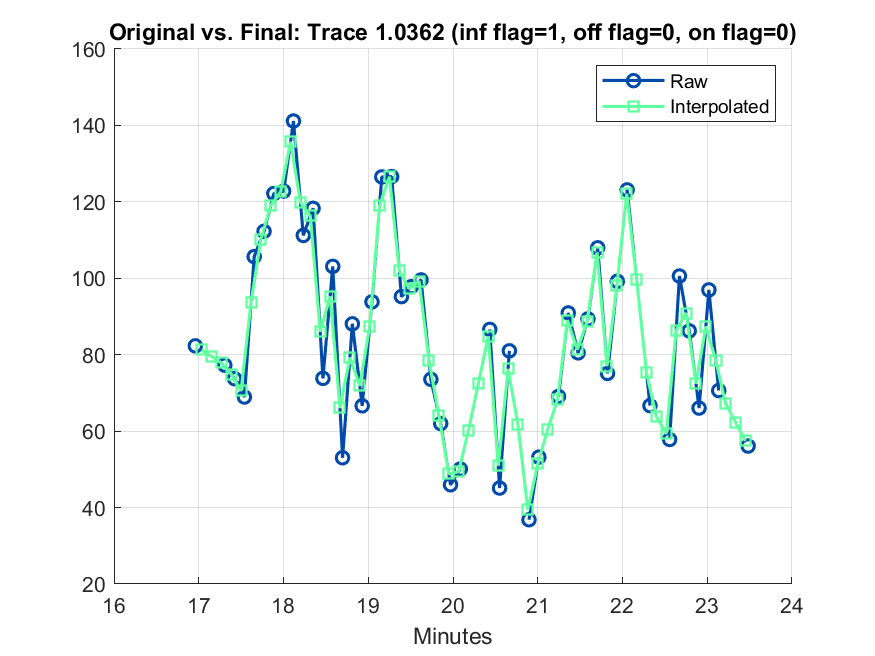 Original vs. Final: Trace 1.0362 (inf flag=1, off flag=0, on flag=0)
160
140
120
100
80
60
40
20
Raw
Interpolated
16 17 18 19 20 21 22 23 24
Minutes